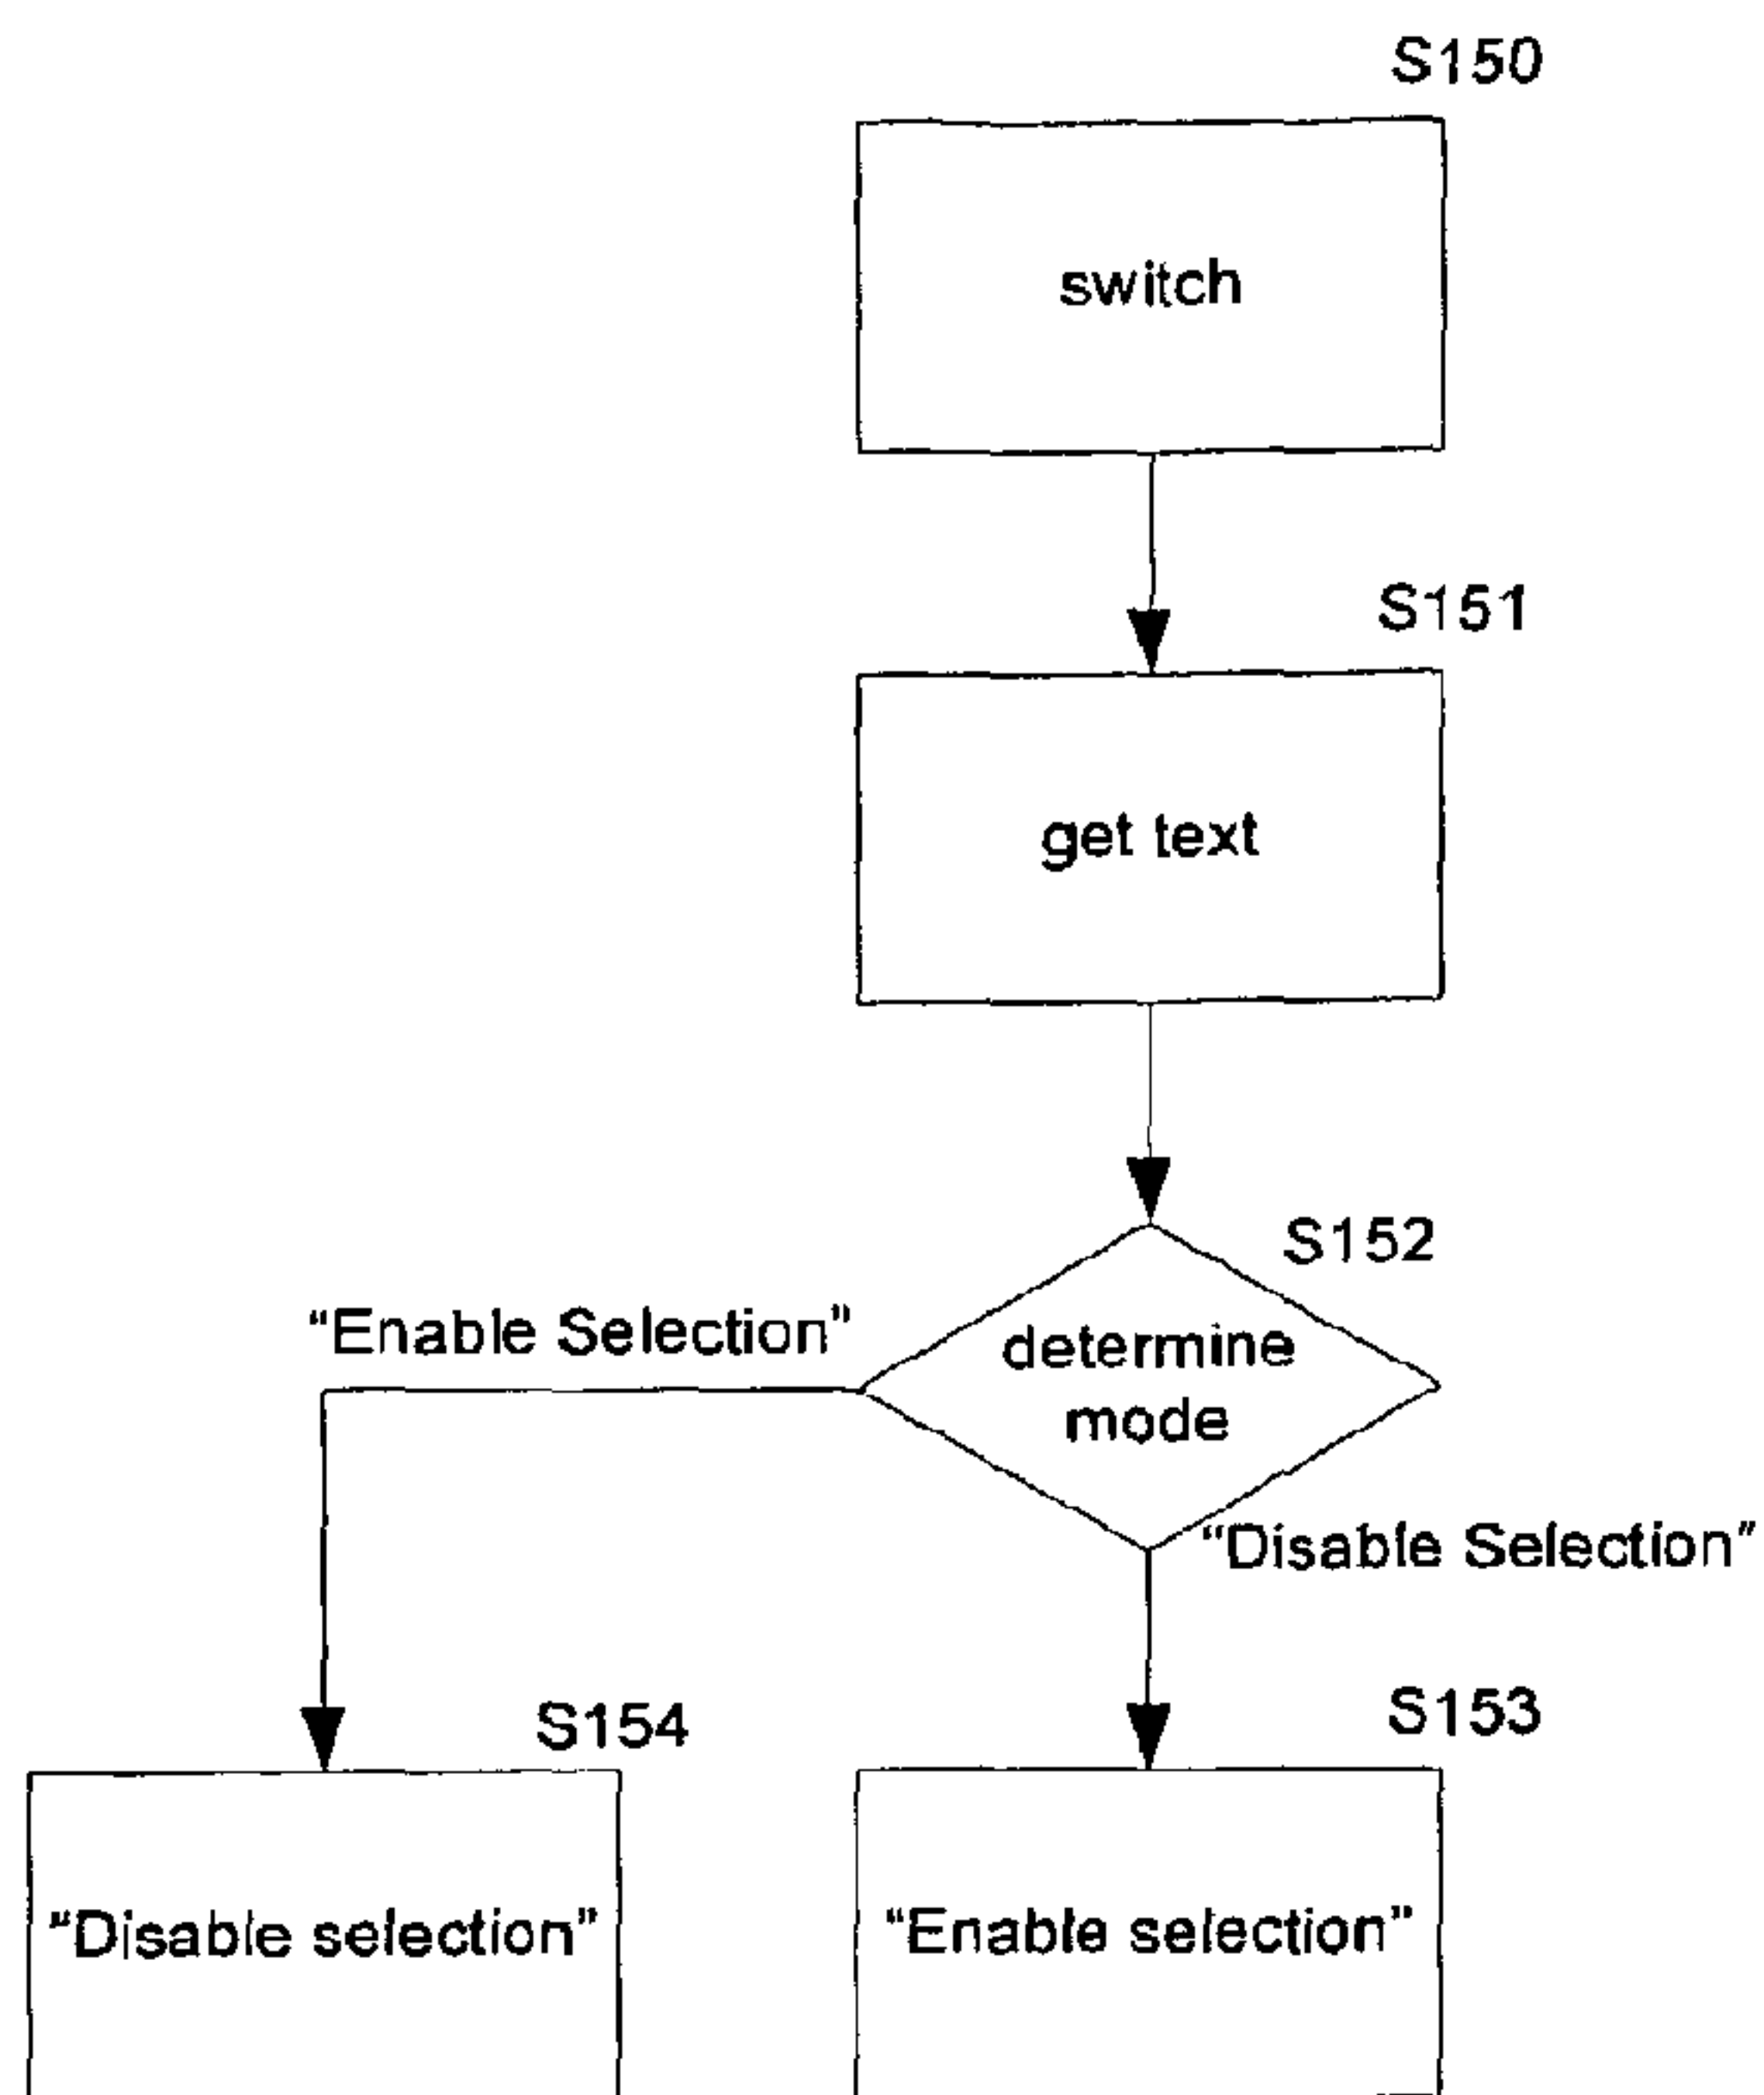 S150
switch
S151
get text
S152
"Enable Selection"
determine
mode
"Disable Selection"
S154
S153
"Disable selection"
"Enable selection"